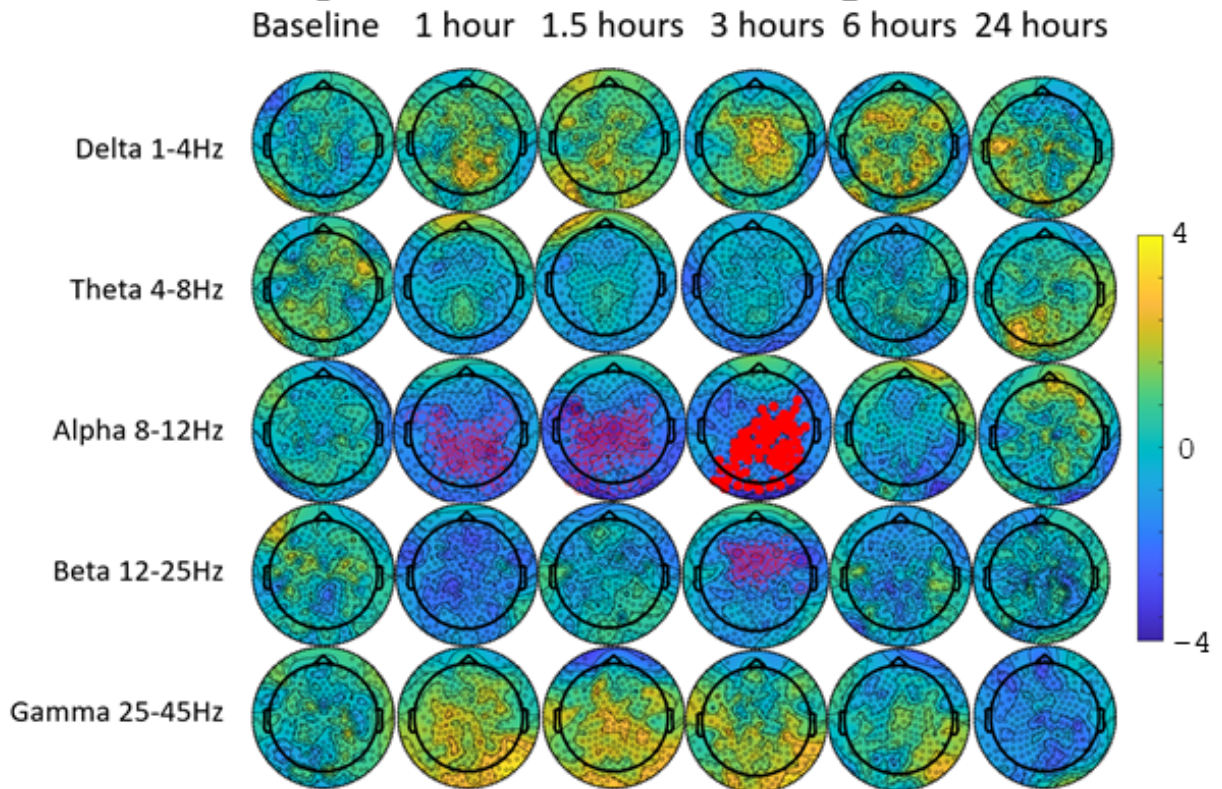 Baseline 1 hour 1.5 hours 3 hours 6 hours 24 hours
Delta 1-4Hz
Theta 4-8Hz
4
Alpha 8-12Hz
0
Beta 12-25Hz
−4
Gamma 25-45Hz